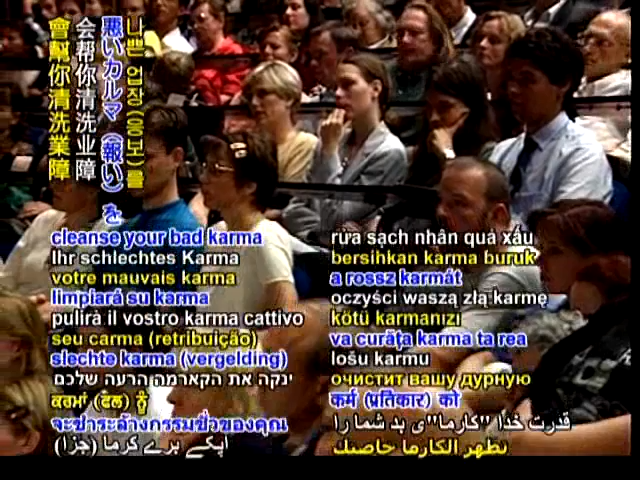 나쁜 업장 (응보) 를
悪いカルマ (報い) を
会帮你清洗业障
會幫你清洗業障
cleanse your bad karma
Ihr schlechtes Karma
votre mauvais karma
limpiará su karma
pulirà il vostro karma cattivo
seu carma (retribuição)
slechte karma (vergelding)
ינקה את הקארמה הרעה שלכם
ਕਰਮਾਂ (ਫਲ) ਨੂੰ
จะชำระล้างกรรมชั่วของคุณ
آپکے برے کرما (جزا)
rửa sạch nhân quả xấu
bersihkan karma buruk
a rossz karmát
oczyści waszą złą karmę
kötü karmanızı
va curăţa karma ta rea
lošu karmu
очистит вашу дурную
कर्म (प्रतिकार) को
قدرت خدا "کارما"ی بد شما را
يطهر الكارما حاصتك